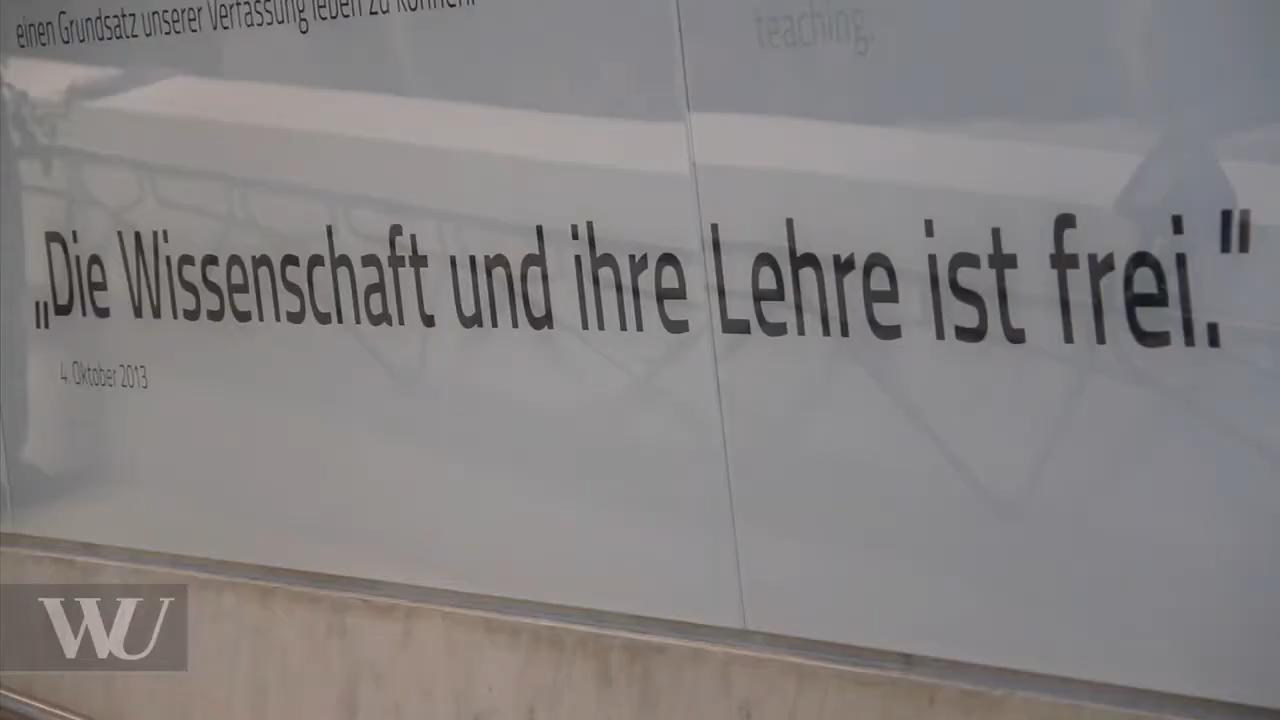 einen Grundsatz unserer Verfassung leben zu können.
teaching.
„Die Wissenschaft und ihre Lehre ist frei."
4. Oktober 2013
WU